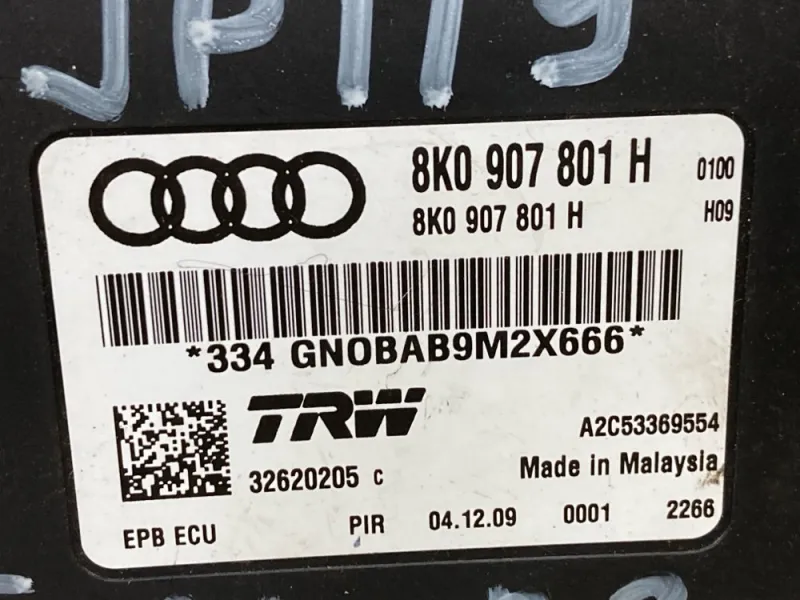 JP119
8K0 907 801 H 0100
8K0 907 801 H H09
*334 GNOBAB9M2X666*
TRW A2C53369554
32620205 C Made in Malaysia
EPB ECU PIR 04.12.09 0001 2266